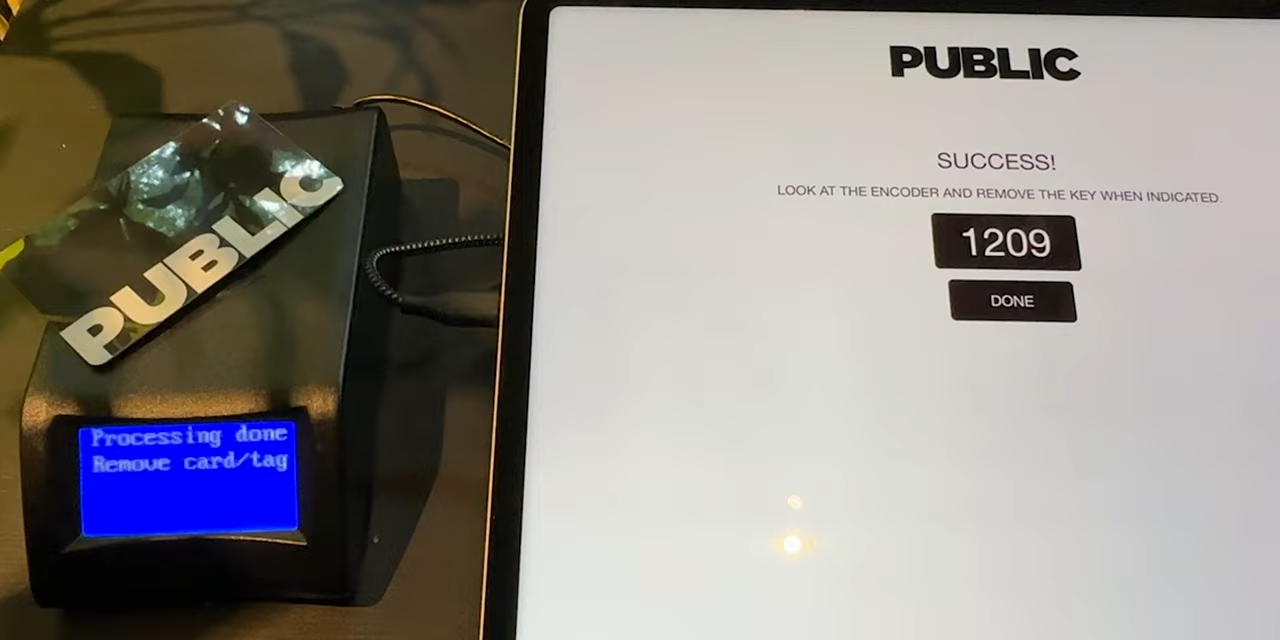 PUBLIC
Processing done
Remove card/tag
PUBLIC
SUCCESS!
LOOK AT THE ENCODER AND REMOVE THE KEY WHEN INDICATED.
1209
DONE